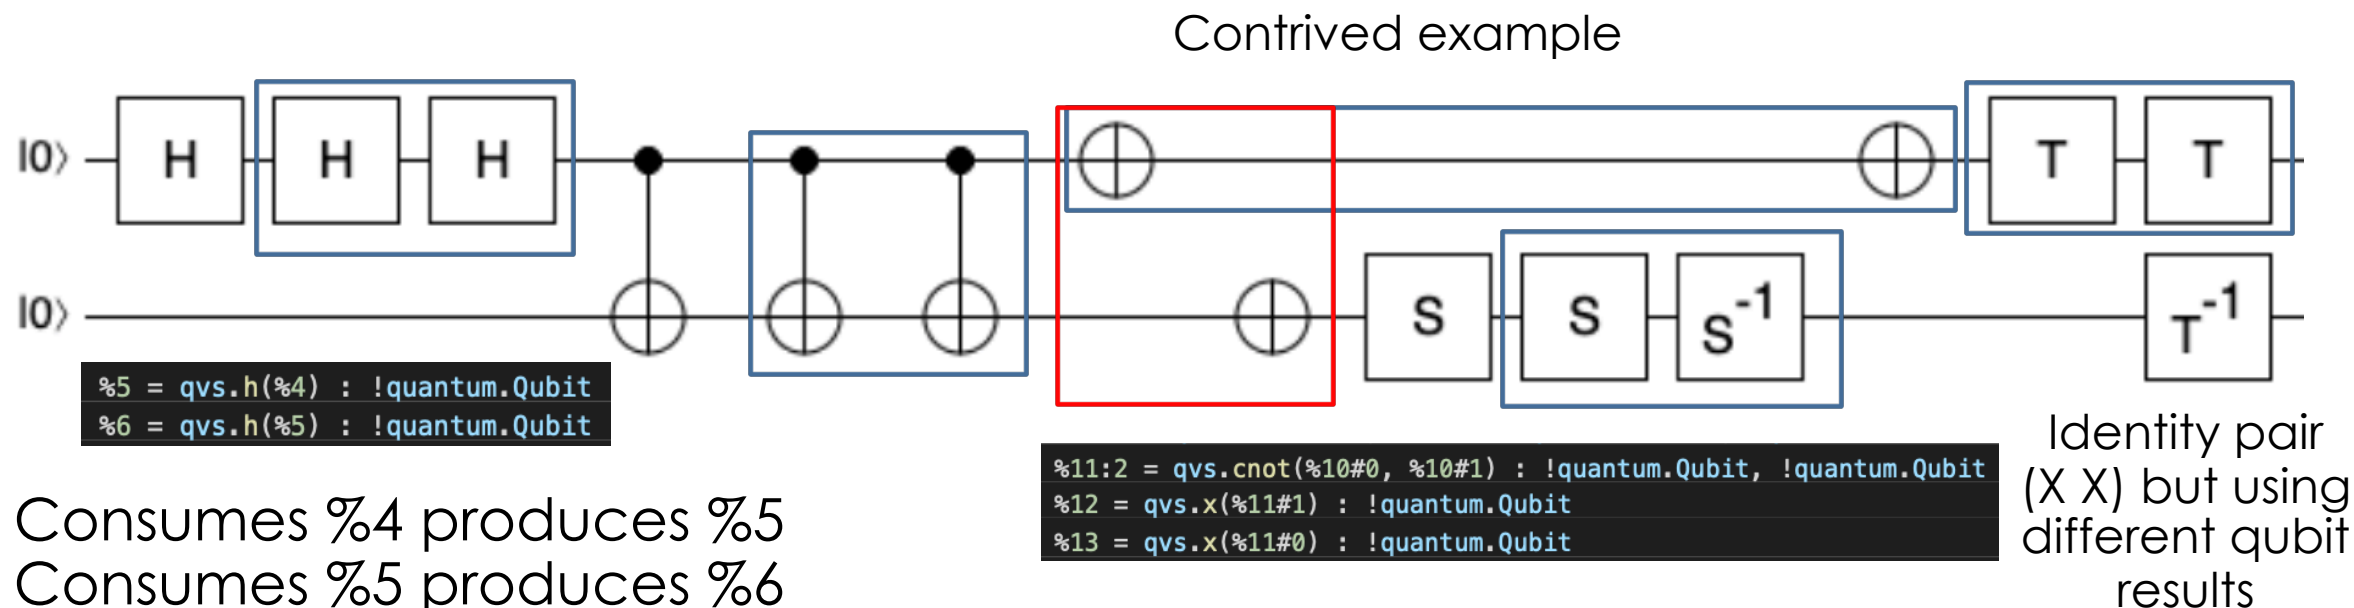 Contrived example
|0⟩ H H H T T
|0⟩ S S S-1 T-1
%5 = qvs.h(%4) : !quantum.Qubit
%6 = qvs.h(%5) : !quantum.Qubit
Consumes %4 produces %5
Consumes %5 produces %6
%11:2 = qvs.cnot(%10#0, %10#1) : !quantum.Qubit, !quantum.Qubit
%12 = qvs.x(%11#1) : !quantum.Qubit
%13 = qvs.x(%11#0) : !quantum.Qubit
Identity pair
(X X) but using
different qubit
results